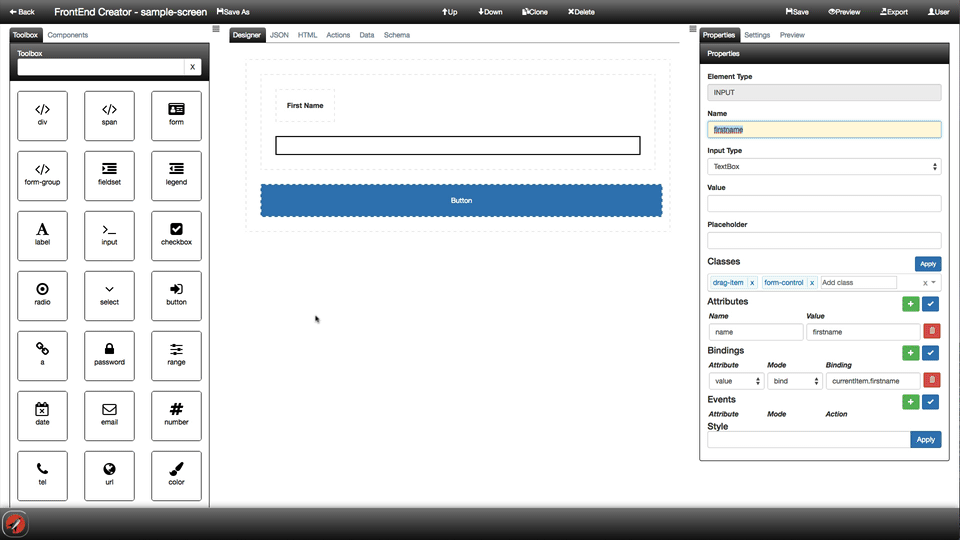 Back FrontEnd Creator - sample-screen Save As Up Down Clone Delete Save Preview Export User
Toolbox Components
Designer JSON HTML Actions Data Schema
Properties Settings Preview
Toolbox
X
div span form
form-group fieldset legend
label input checkbox
radio select button
a password range
date email number
tel url color
First Name
Button
Properties
Element Type
INPUT
Name
firstname
Input Type
TextBox
Value
Placeholder
Classes Apply
drag-item x form-control x Add class x
Attributes
Name Value
name firstname
Bindings
Attribute Mode Binding
value bind currentItem.firstname
Events
Attribute Mode Action
Style
Apply